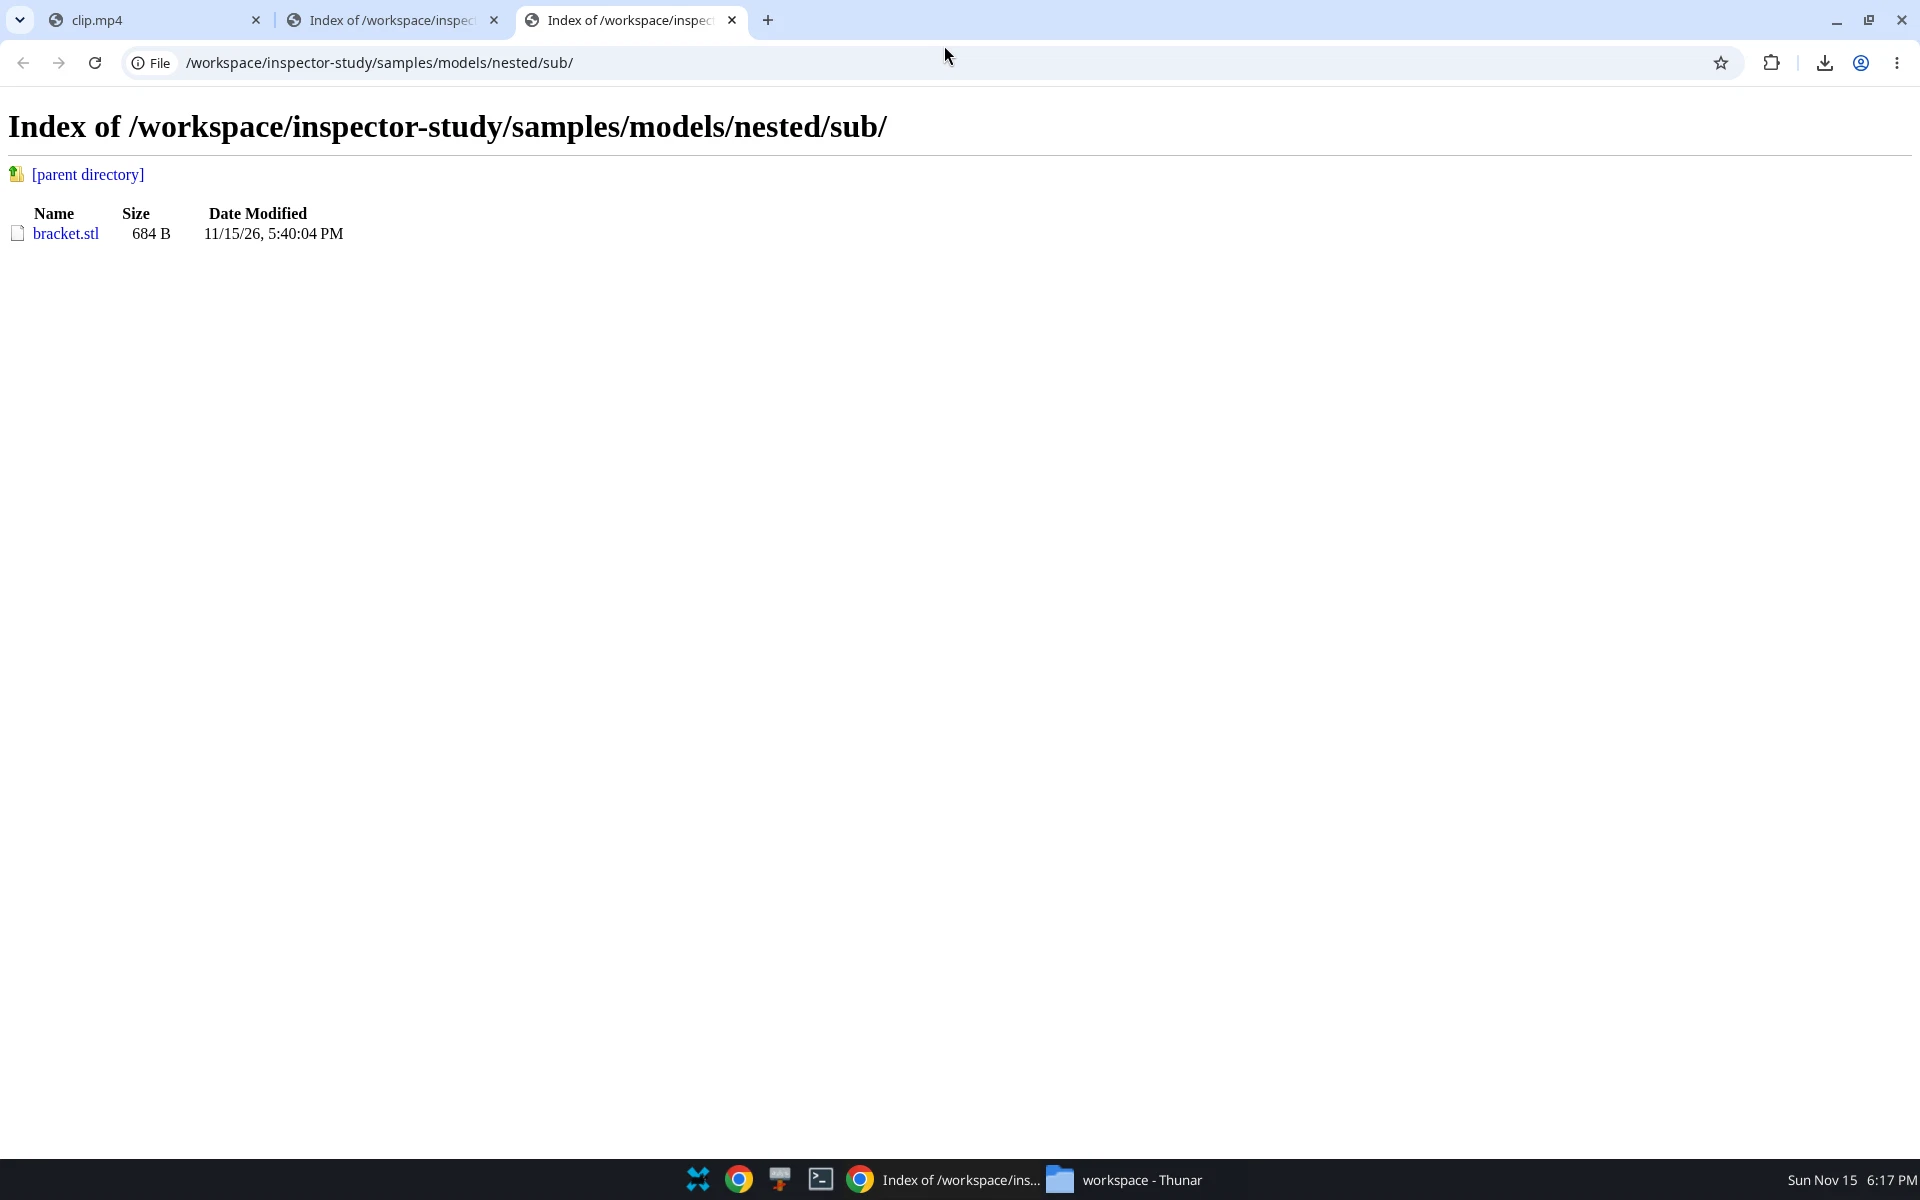 clip.mp4
Index of /workspace/inspec
Index of /workspace/inspec
File
/workspace/inspector-study/samples/models/nested/sub/
Index of /workspace/inspector-study/samples/models/nested/sub/
[parent directory]
Name Size Date Modified
bracket.stl 684 B 11/15/26, 5:40:04 PM
Index of /workspace/ins...
workspace - Thunar
Sun Nov 15 6:17 PM